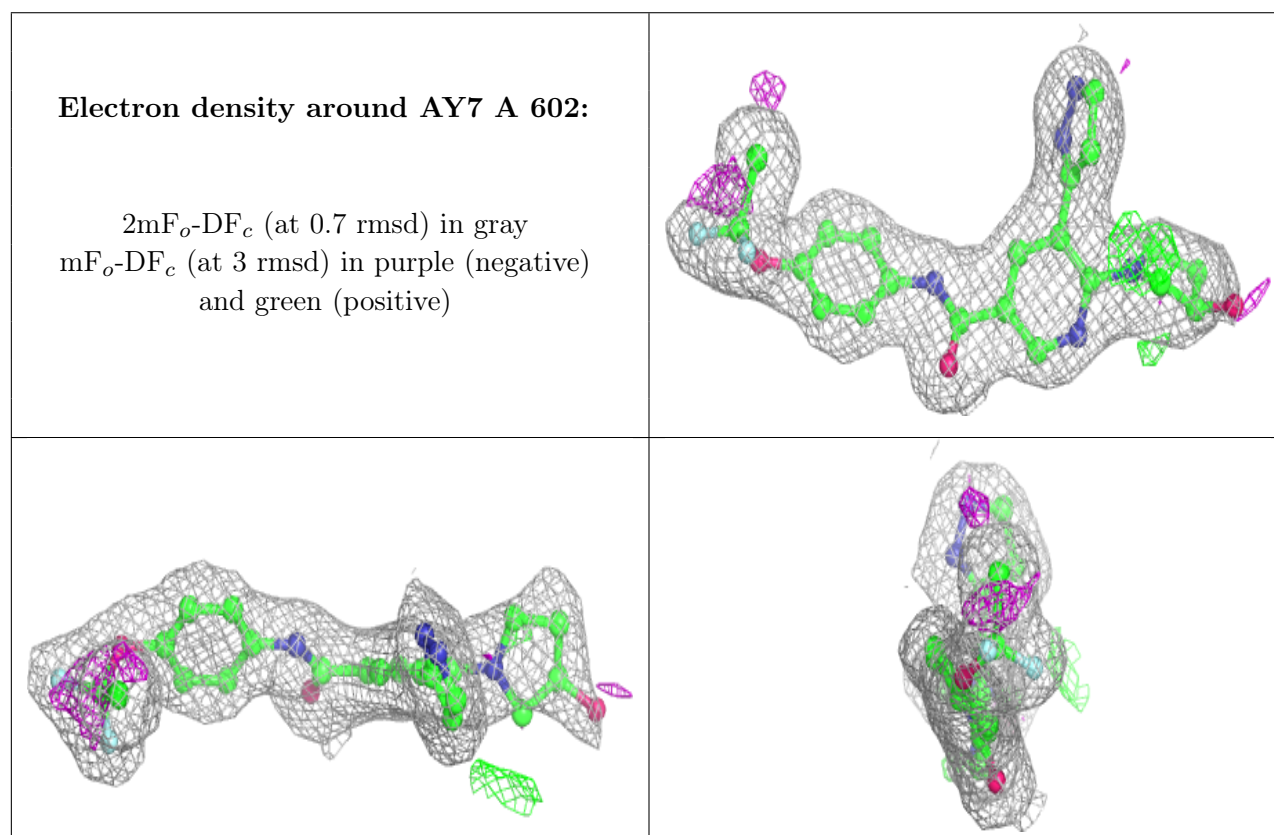 Electron density around AY7 A 602:
2mFₒ-DF𝒸 (at 0.7 rmsd) in gray
mFₒ-DF𝒸 (at 3 rmsd) in purple (negative)
and green (positive)